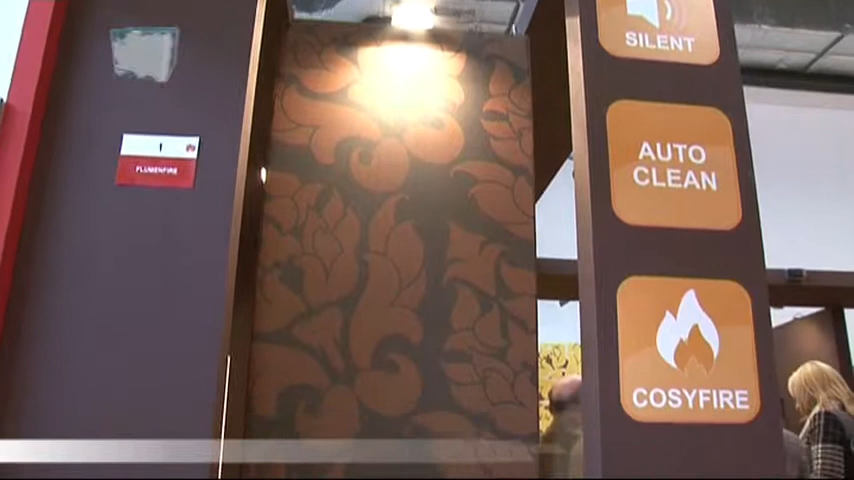 SILENT
AUTO
CLEAN
COSYFIRE
I
FLUMENFIRE